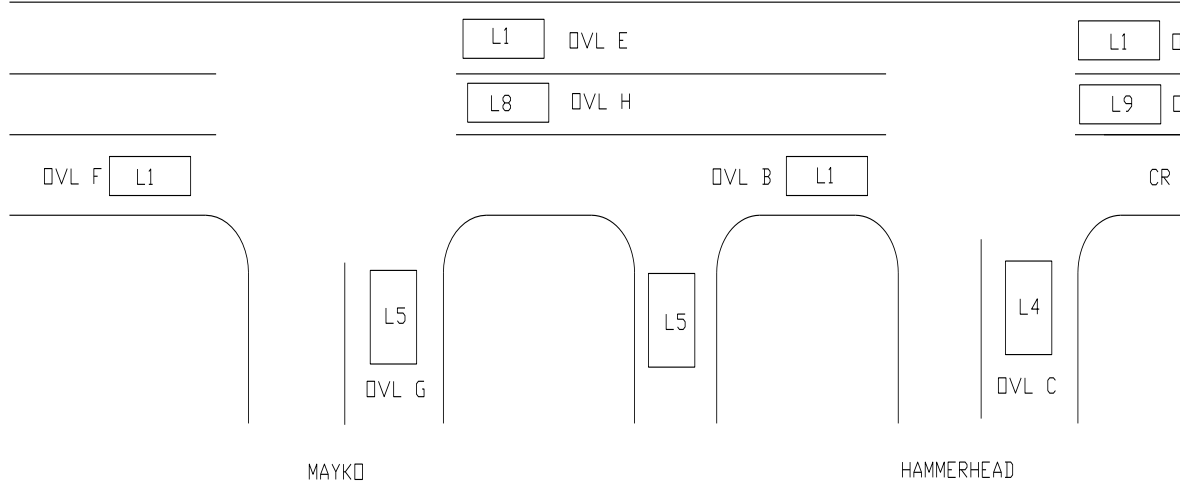 L1 OVL E L1
L8 OVL H L9
OVL F L1 OVL B L1 CR
L5 L5 L4
OVL G OVL C
MAYKO HAMMERHEAD